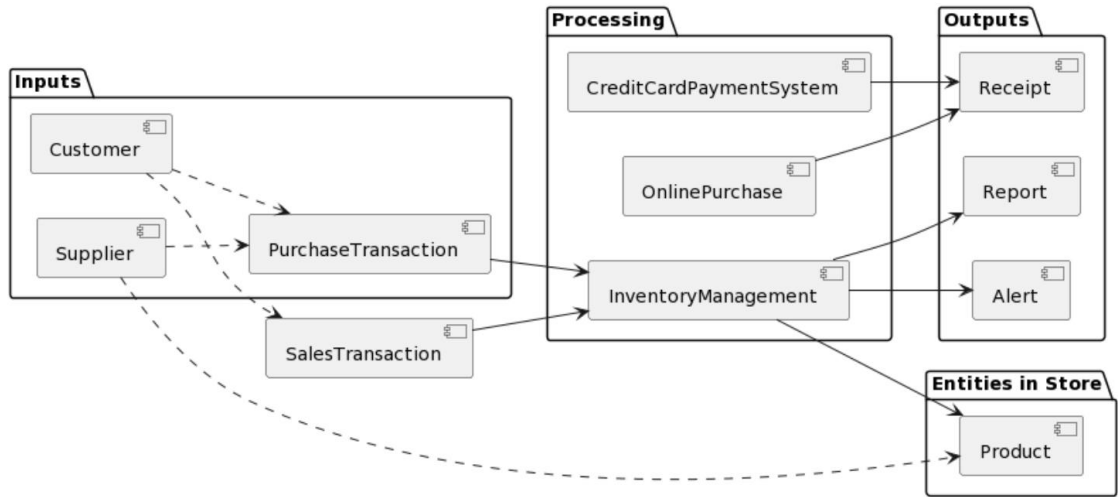 Inputs
Customer
Supplier
PurchaseTransaction
SalesTransaction
Processing
CreditCardPaymentSystem
OnlinePurchase
InventoryManagement
Outputs
Receipt
Report
Alert
Entities in Store
Product